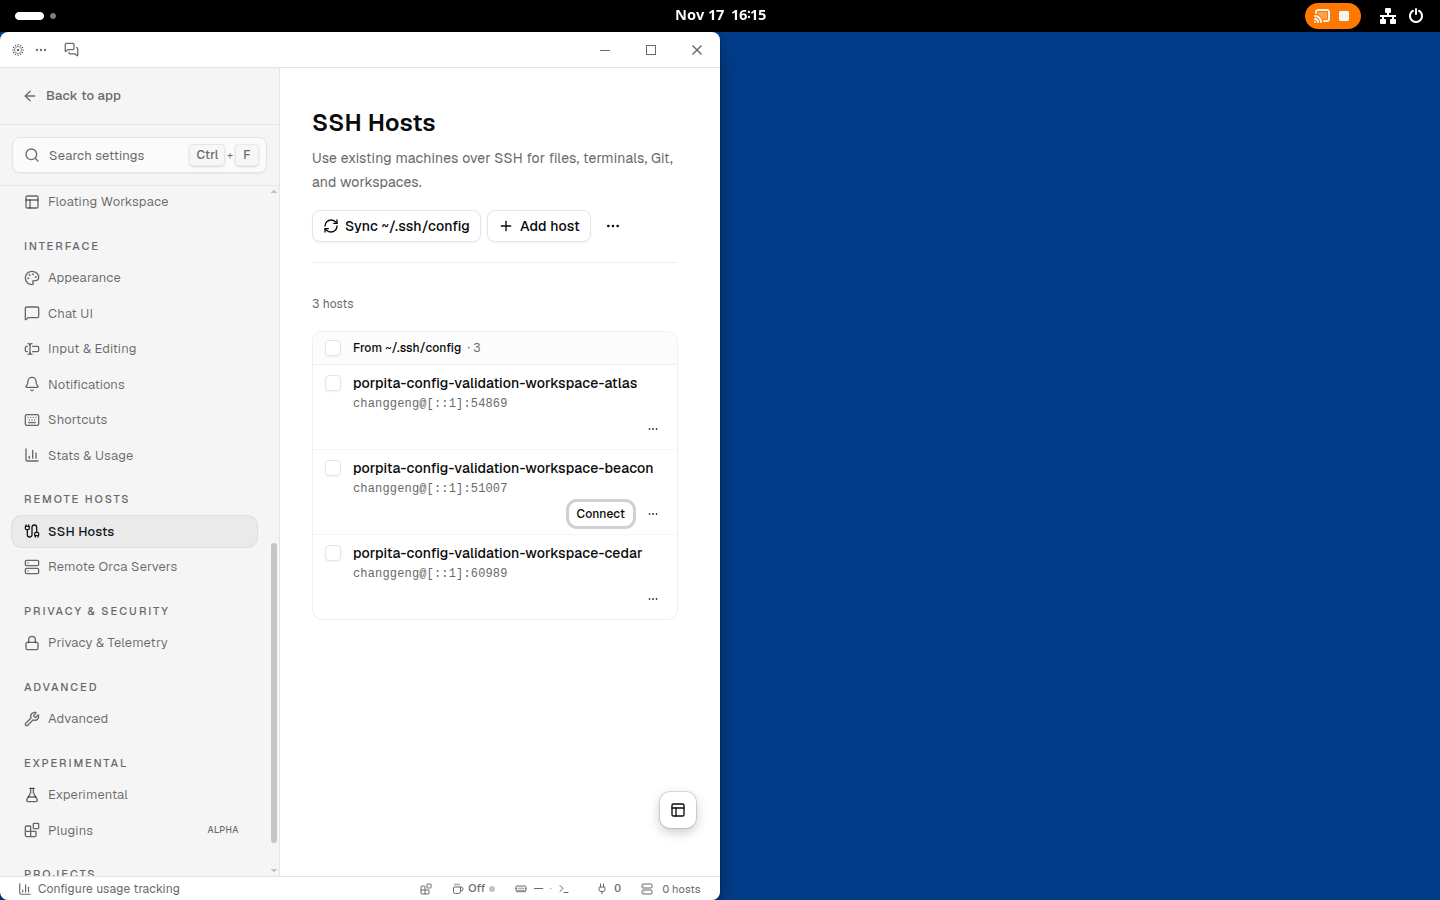 Nov 17 16:15
Back to app
Search settings Ctrl + F
Floating Workspace
INTERFACE
Appearance
Chat UI
Input & Editing
Notifications
Shortcuts
Stats & Usage
REMOTE HOSTS
SSH Hosts
Remote Orca Servers
PRIVACY & SECURITY
Privacy & Telemetry
ADVANCED
Advanced
EXPERIMENTAL
Experimental
Plugins ALPHA
PROJECTS
SSH Hosts
Use existing machines over SSH for files, terminals, Git,
and workspaces.
Sync ~/.ssh/config Add host
3 hosts
From ~/.ssh/config · 3
porpita-config-validation-workspace-atlas
changgeng@[::1]:54869
porpita-config-validation-workspace-beacon
changgeng@[::1]:51007
Connect
porpita-config-validation-workspace-cedar
changgeng@[::1]:60989
Configure usage tracking Off — · 0 0 hosts